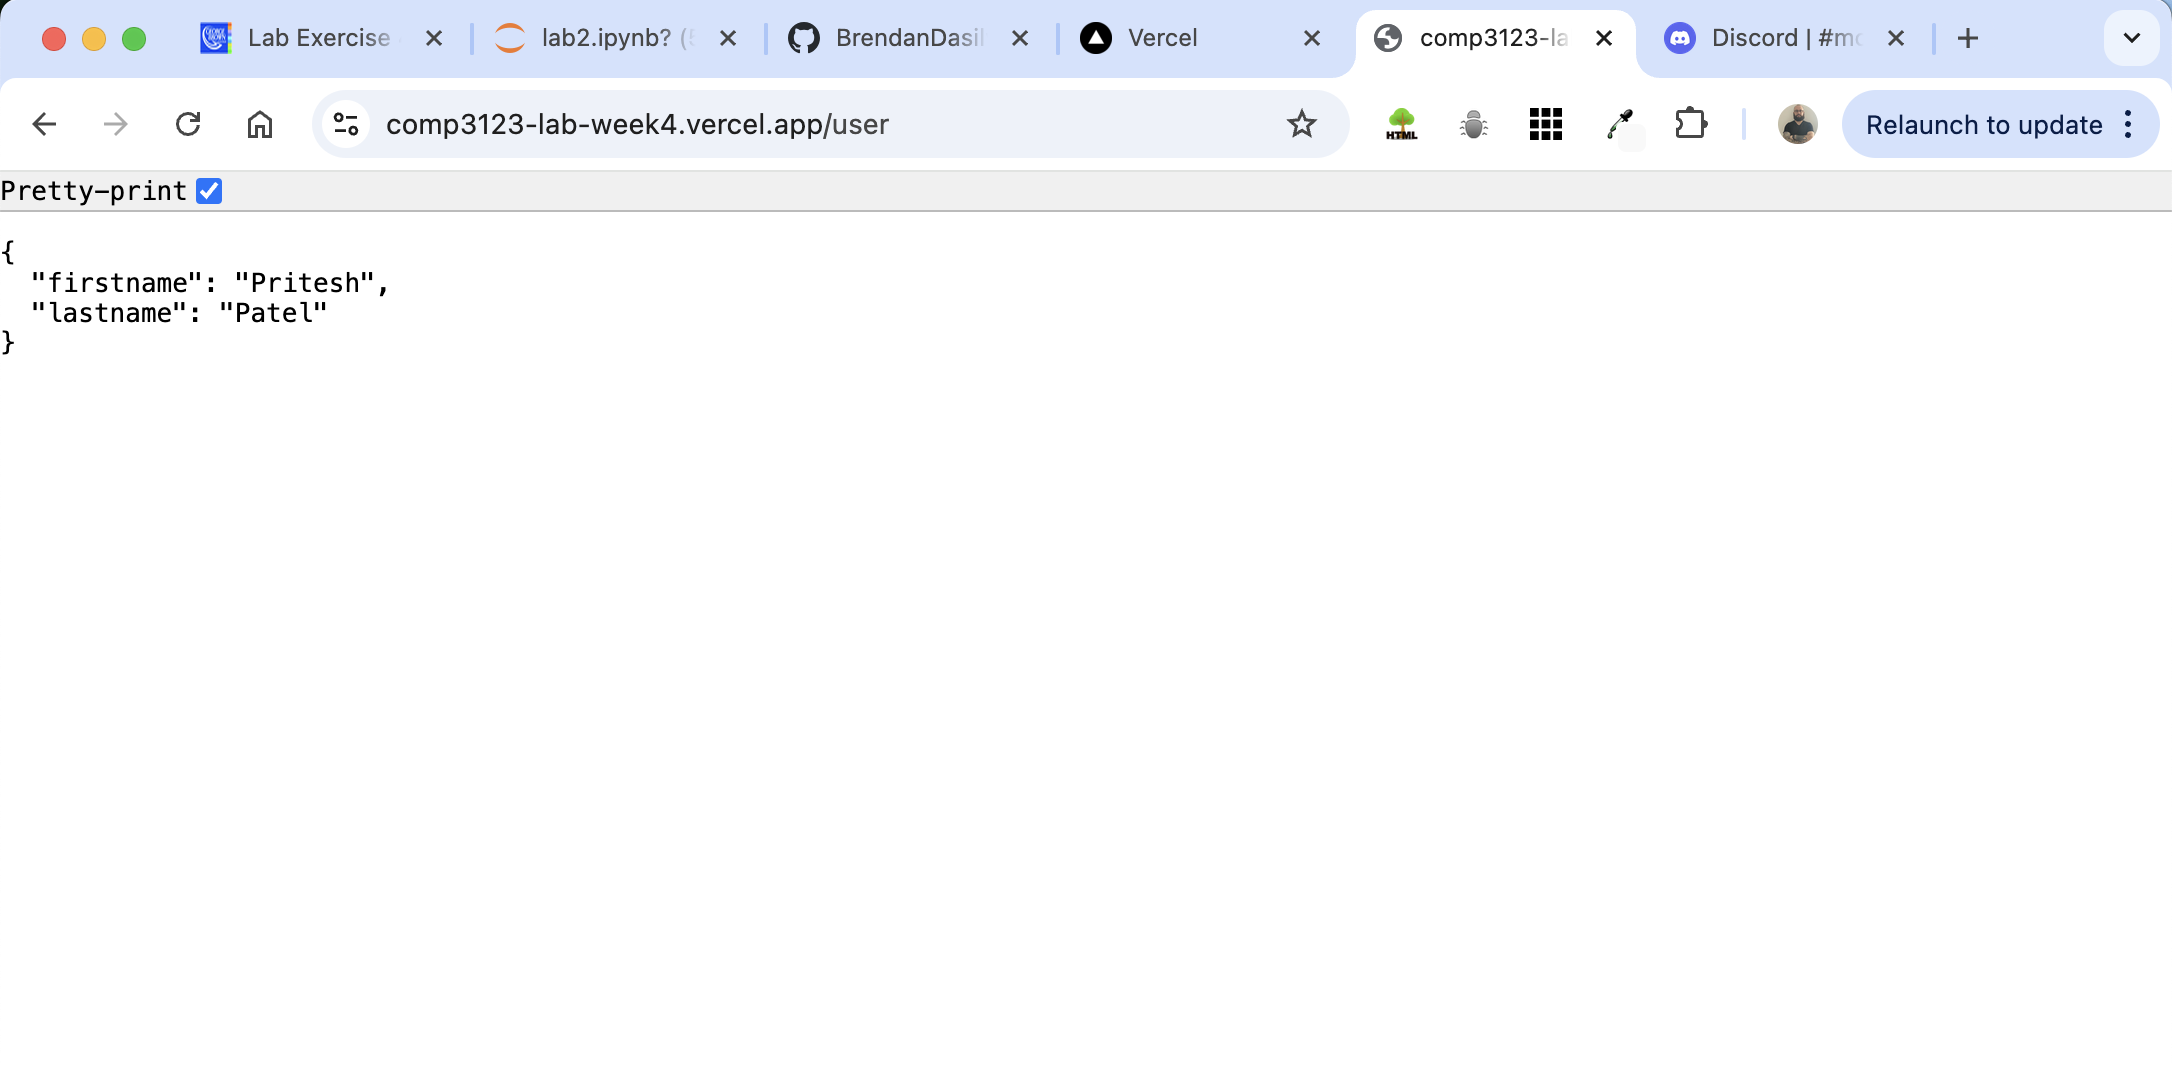 Lab Exercise
lab2.ipynb? (
BrendanDasil
Vercel
comp3123-la
Discord | #mo
comp3123-lab-week4.vercel.app/user
HTML
Relaunch to update
Pretty-print
{
"firstname": "Pritesh",
"lastname": "Patel"
}